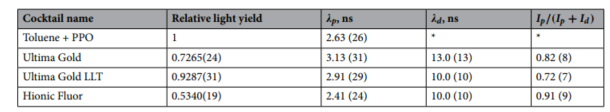 Cocktail name Relative light yield λp, ns λd, ns Ip/(Ip + Id)
Toluene + PPO 1 2.63 (26) * *
Ultima Gold 0.7265(24) 3.13 (31) 13.0 (13) 0.82 (8)
Ultima Gold LLT 0.9287(31) 2.91 (29) 10.0 (10) 0.72 (7)
Hionic Fluor 0.5340(19) 2.41 (24) 10.0 (10) 0.91 (9)